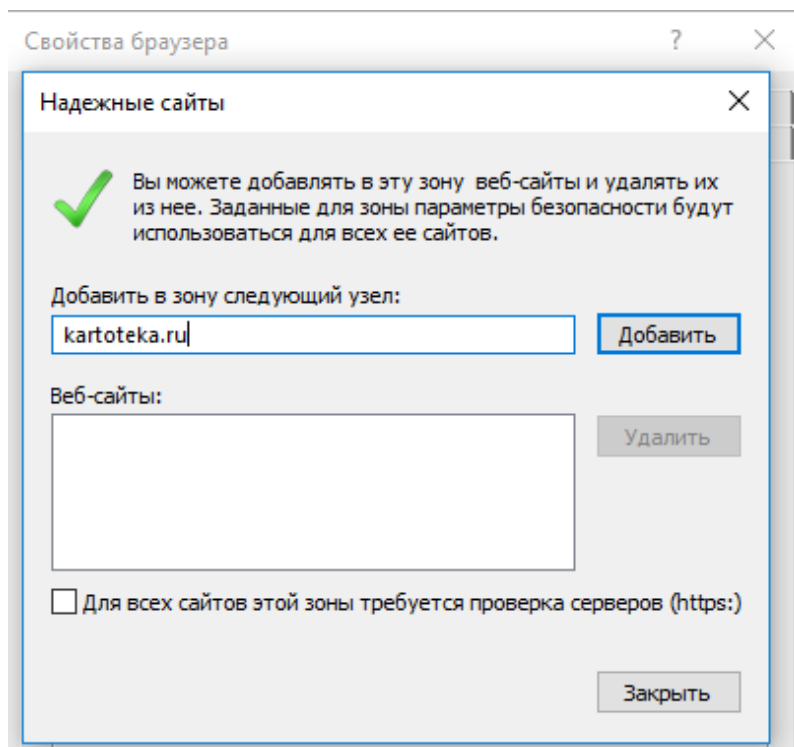 Свойства браузера
Надежные сайты
Вы можете добавлять в эту зону веб-сайты и удалять их
из нее. Заданные для зоны параметры безопасности будут
использоваться для всех ее сайтов.
Добавить в зону следующий узел:
kartoteka.ru
Добавить
Веб-сайты:
Удалить
Для всех сайтов этой зоны требуется проверка серверов (https:)
Закрыть